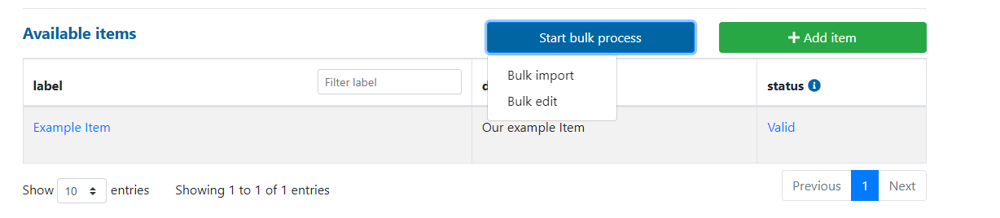 Available items
Start bulk process
Add item
label
Filter label
d
status
Bulk import
Bulk edit
Example Item
Our example Item
Valid
Show 10 entries
Showing 1 to 1 of 1 entries
Previous 1 Next